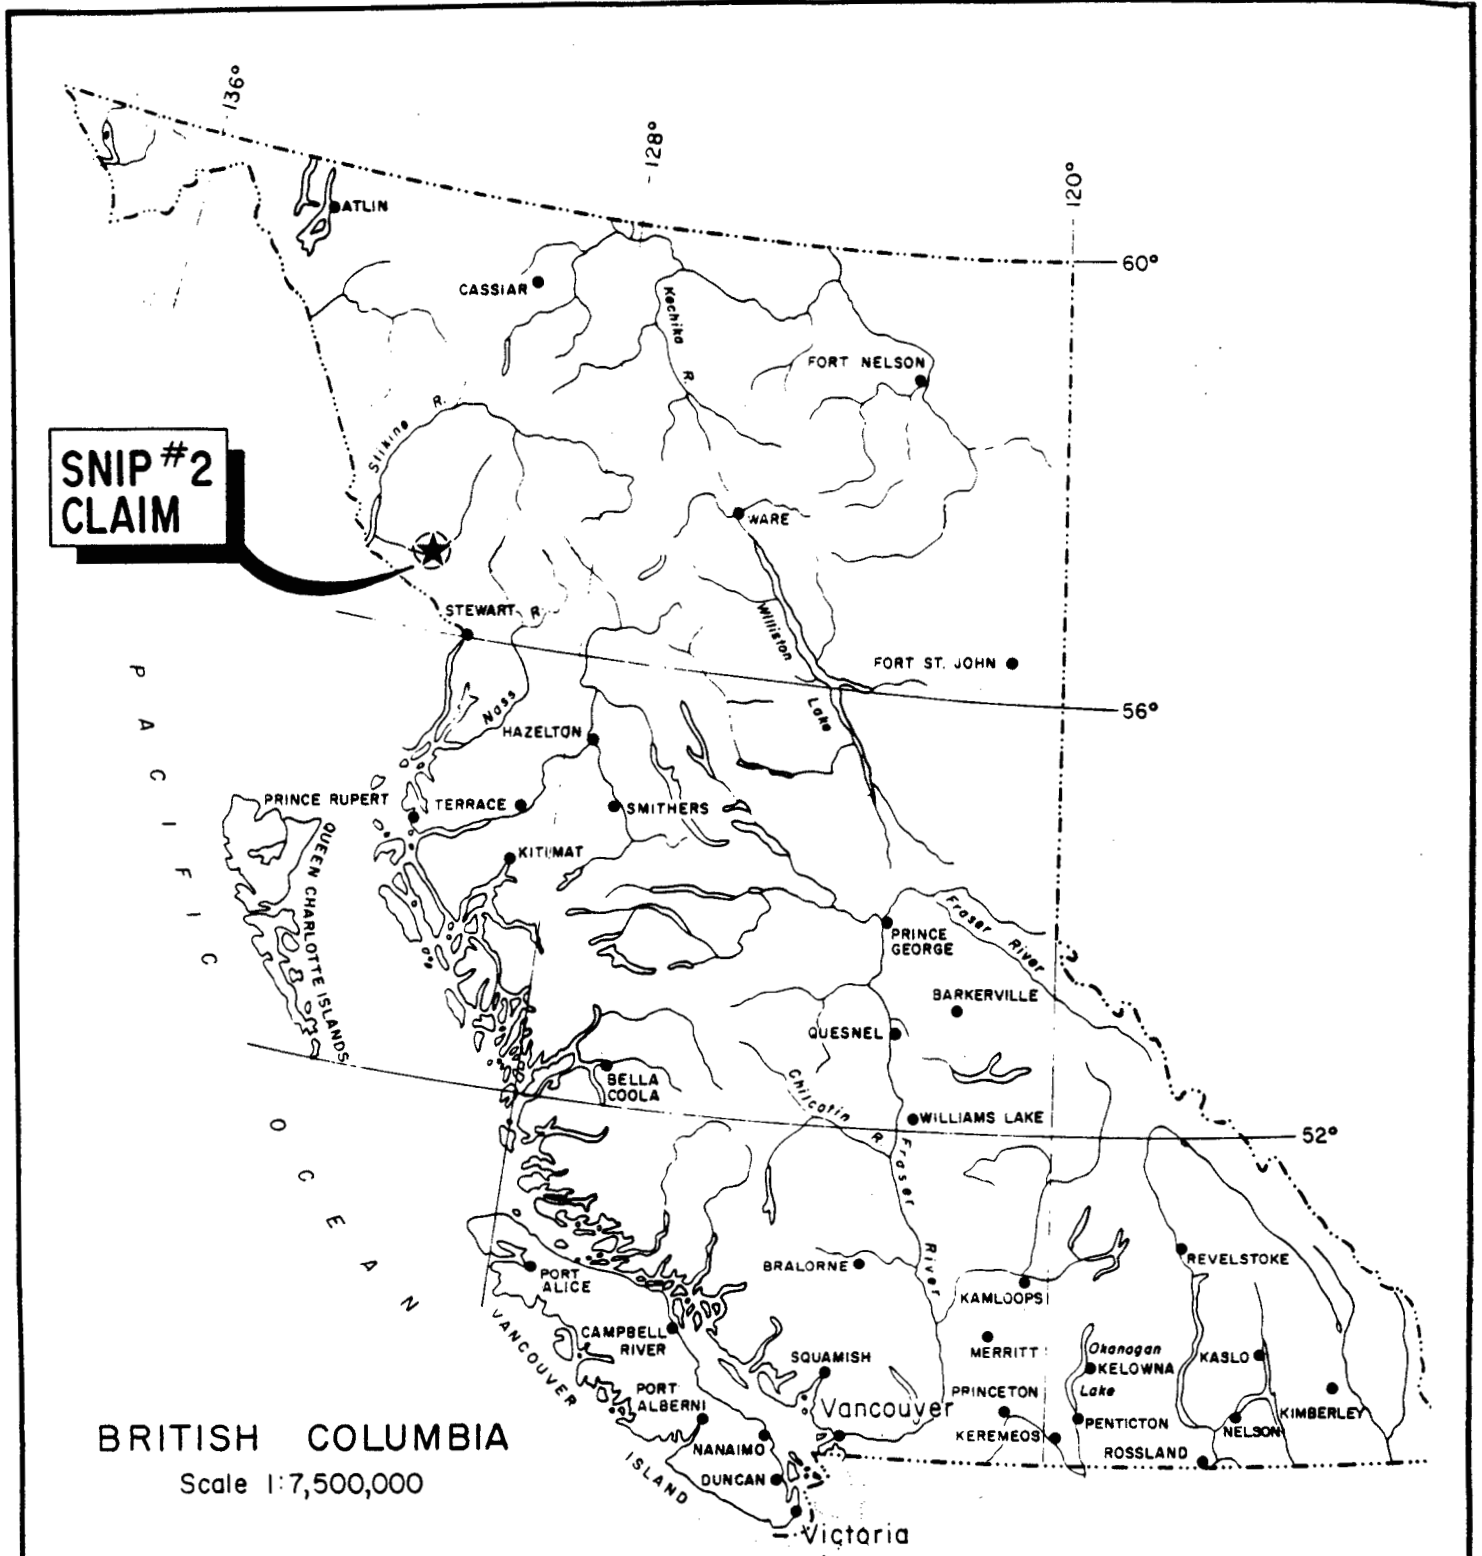 136°
128°
120°
60°
ATLIN
CASSIAR
Kechika
R.
FORT NELSON
Stikine R.
SNIP #2
CLAIM
WARE
STEWART
R.
Williston
Lake
FORT ST. JOHN
56°
Nass
HAZELTON
PRINCE RUPERT
TERRACE
SMITHERS
KITIMAT
QUEEN CHARLOTTE ISLANDS
PACIFIC
OCEAN
PRINCE
GEORGE
Fraser River
BARKERVILLE
QUESNEL
BELLA
COOLA
Chilcotin
R.
WILLIAMS LAKE
52°
Fraser
River
BRALORNE
REVELSTOKE
KAMLOOPS
PORT
ALICE
VANCOUVER
ISLAND
CAMPBELL
RIVER
MERRITT
Okanogan
Lake
KELOWNA
KASLO
SQUAMISH
PORT
ALBERNI
PRINCETON
KIMBERLEY
Vancouver
PENTICTON
NELSON
KEREMEOS
ROSSLAND
NANAIMO
DUNCAN
Victoria
BRITISH COLUMBIA
Scale 1:7,500,000